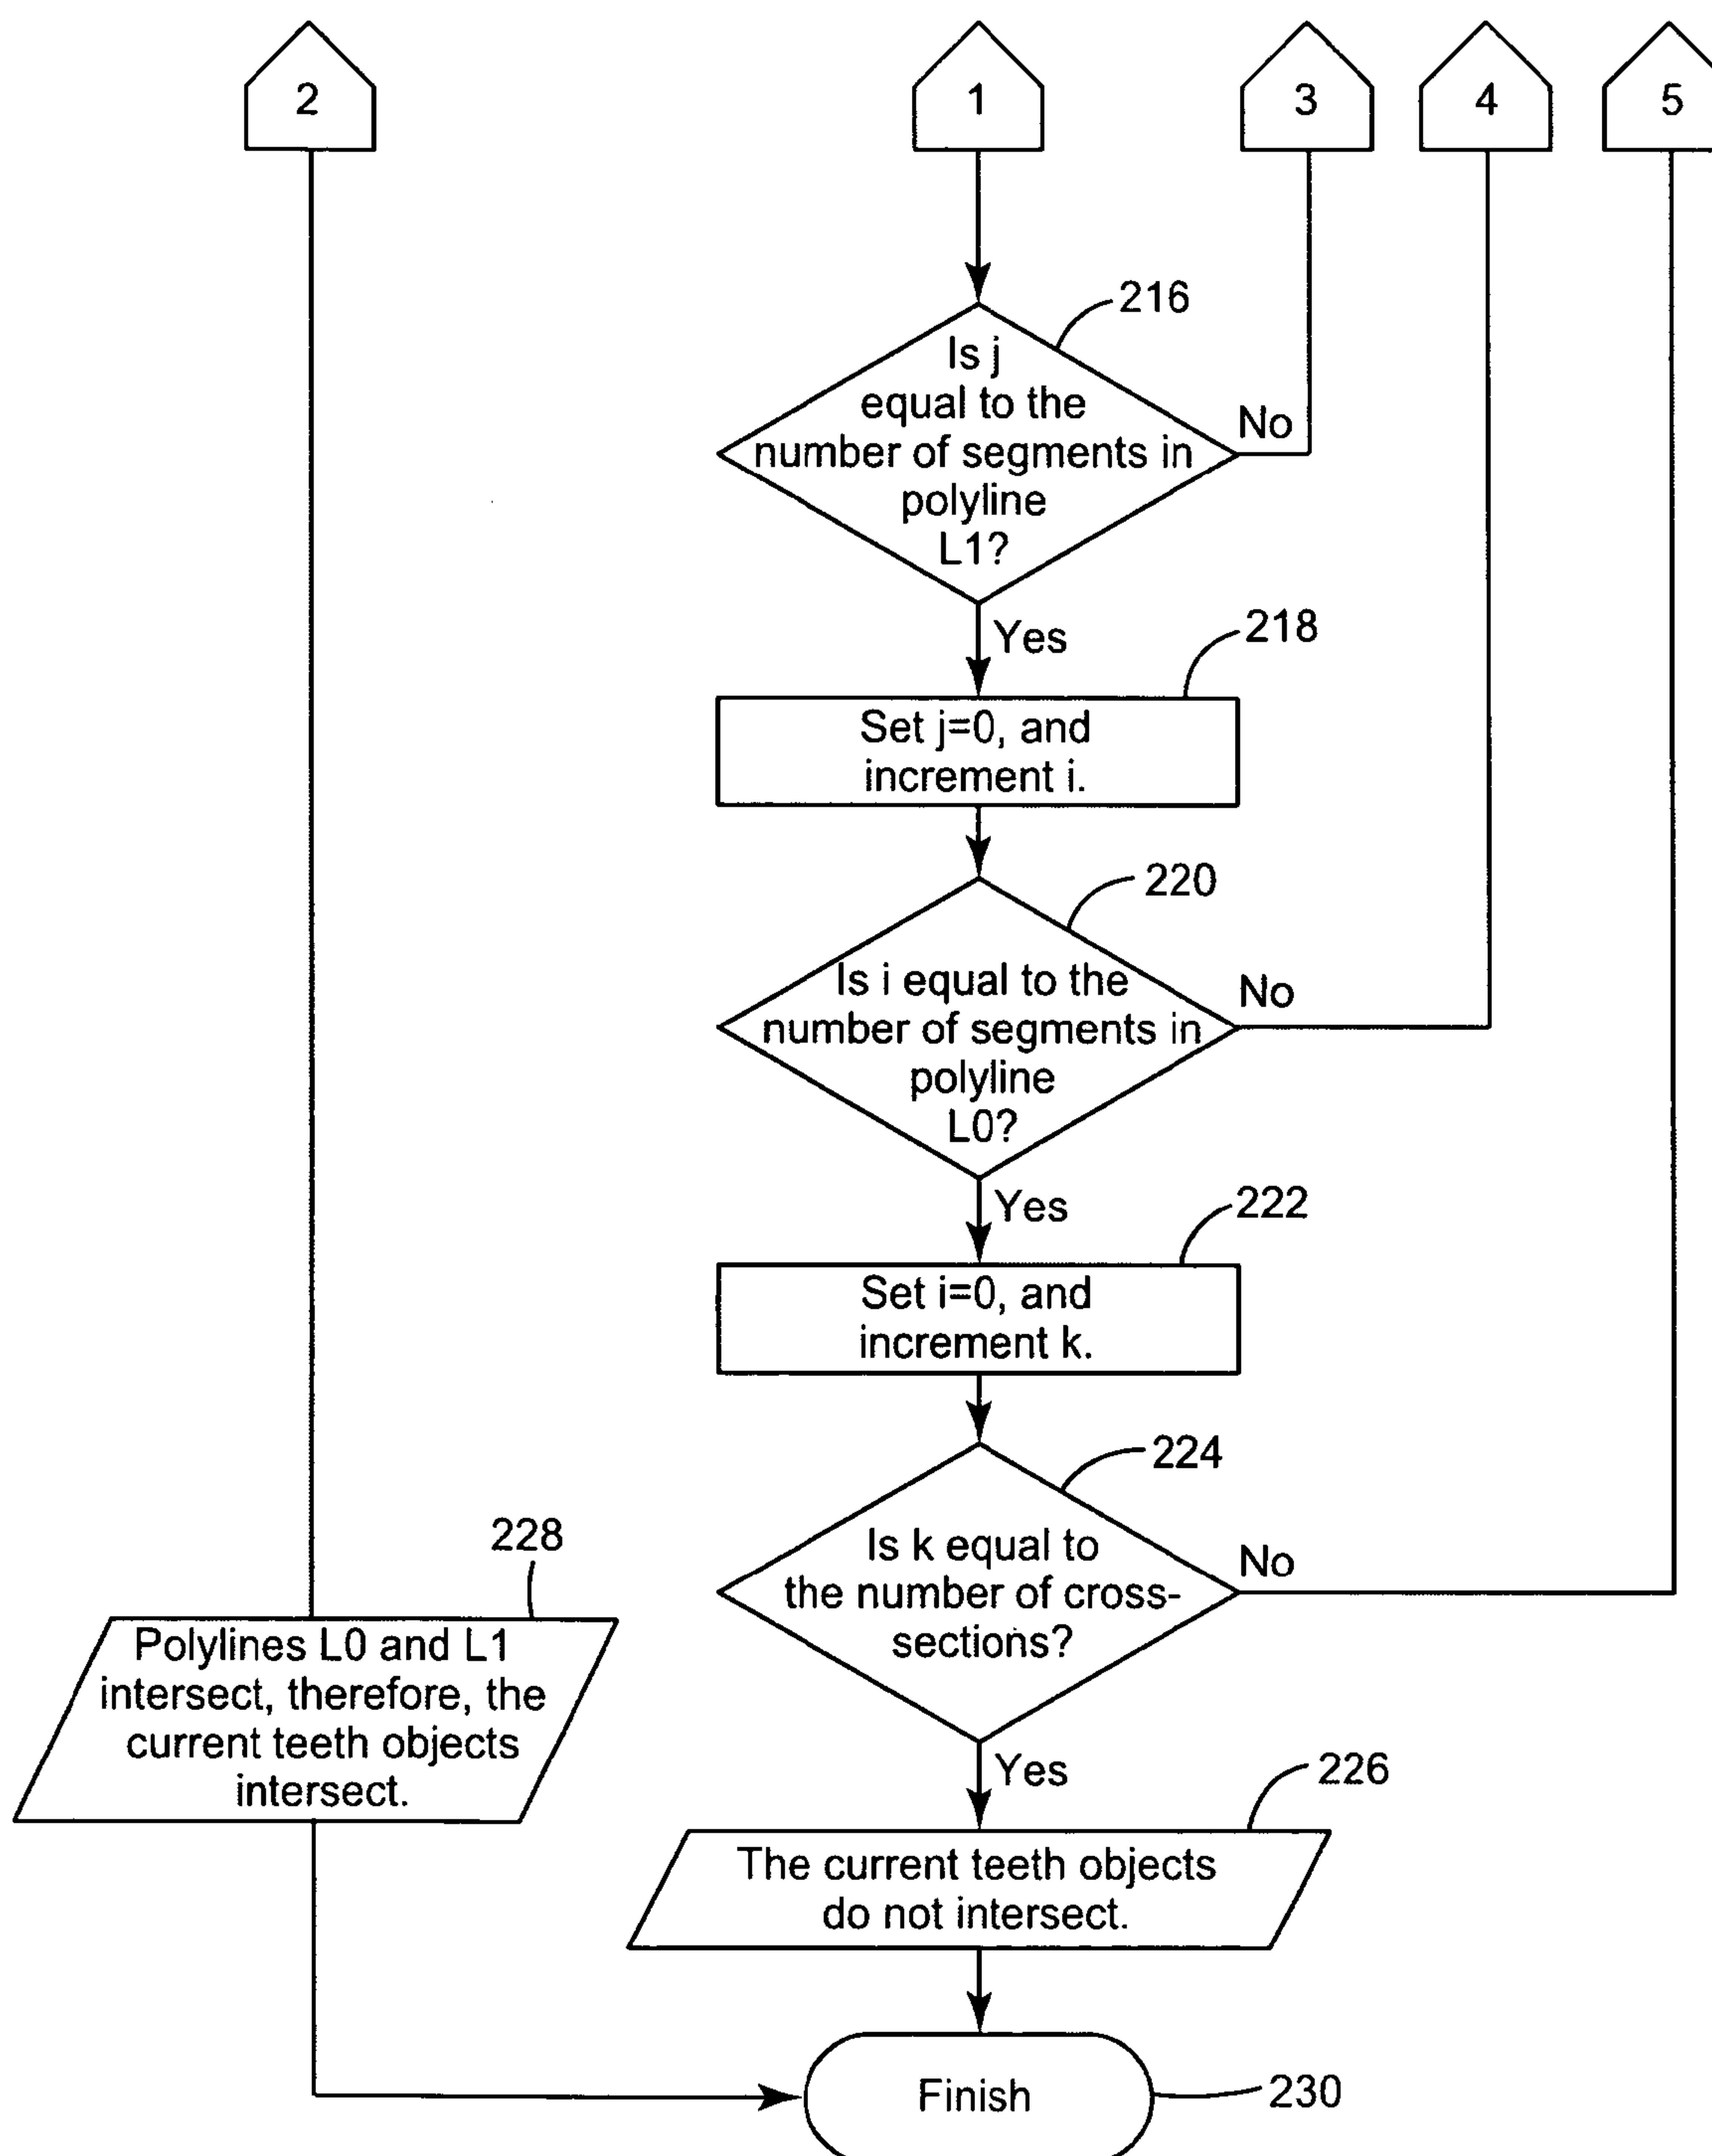 2
1
3
4
5
216
Is j
equal to the
number of segments in
polyline
L1?
No
Yes
218
Set j=0, and
increment i.
220
Is i equal to the
number of segments in
polyline
L0?
No
Yes
222
Set i=0, and
increment k.
224
Is k equal to
the number of cross-
sections?
No
Yes
228
Polylines L0 and L1
intersect, therefore, the
current teeth objects
intersect.
226
The current teeth objects
do not intersect.
Finish
230